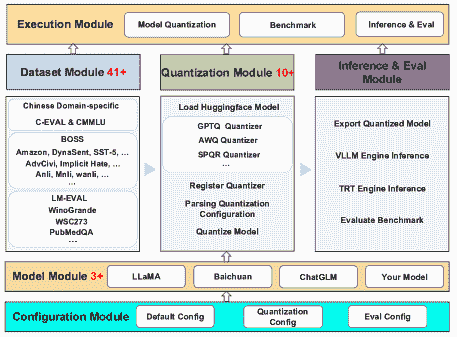 Execution Module
Model Quantization
Benchmark
Inference & Eval
Dataset Module 41+
Quantization Module 10+
Inference & Eval
Module
Chinese Domain-specific
C-EVAL & CMMLU
BOSS
Amazon, DynaSent, SST-5, …
AdvCivi, Implicit Hate, …
Anli, Mnli, wanli, …
…
LM-EVAL
WinoGrande
WSC273
PubMedQA
…
Load Huggingface Model
GPTQ Quantizer
AWQ Quantizer
SPQR Quantizer
…
Register Quantizer
Parsing Quantization
Configuration
Quantize Model
Export Quantized Model
VLLM Engine Inference
TRT Engine Inference
Evaluate Benchmark
Model Module 3+
LLaMA
Baichuan
ChatGLM
Your Model
Configuration Module
Default Config
Quantization
Config
Eval Config